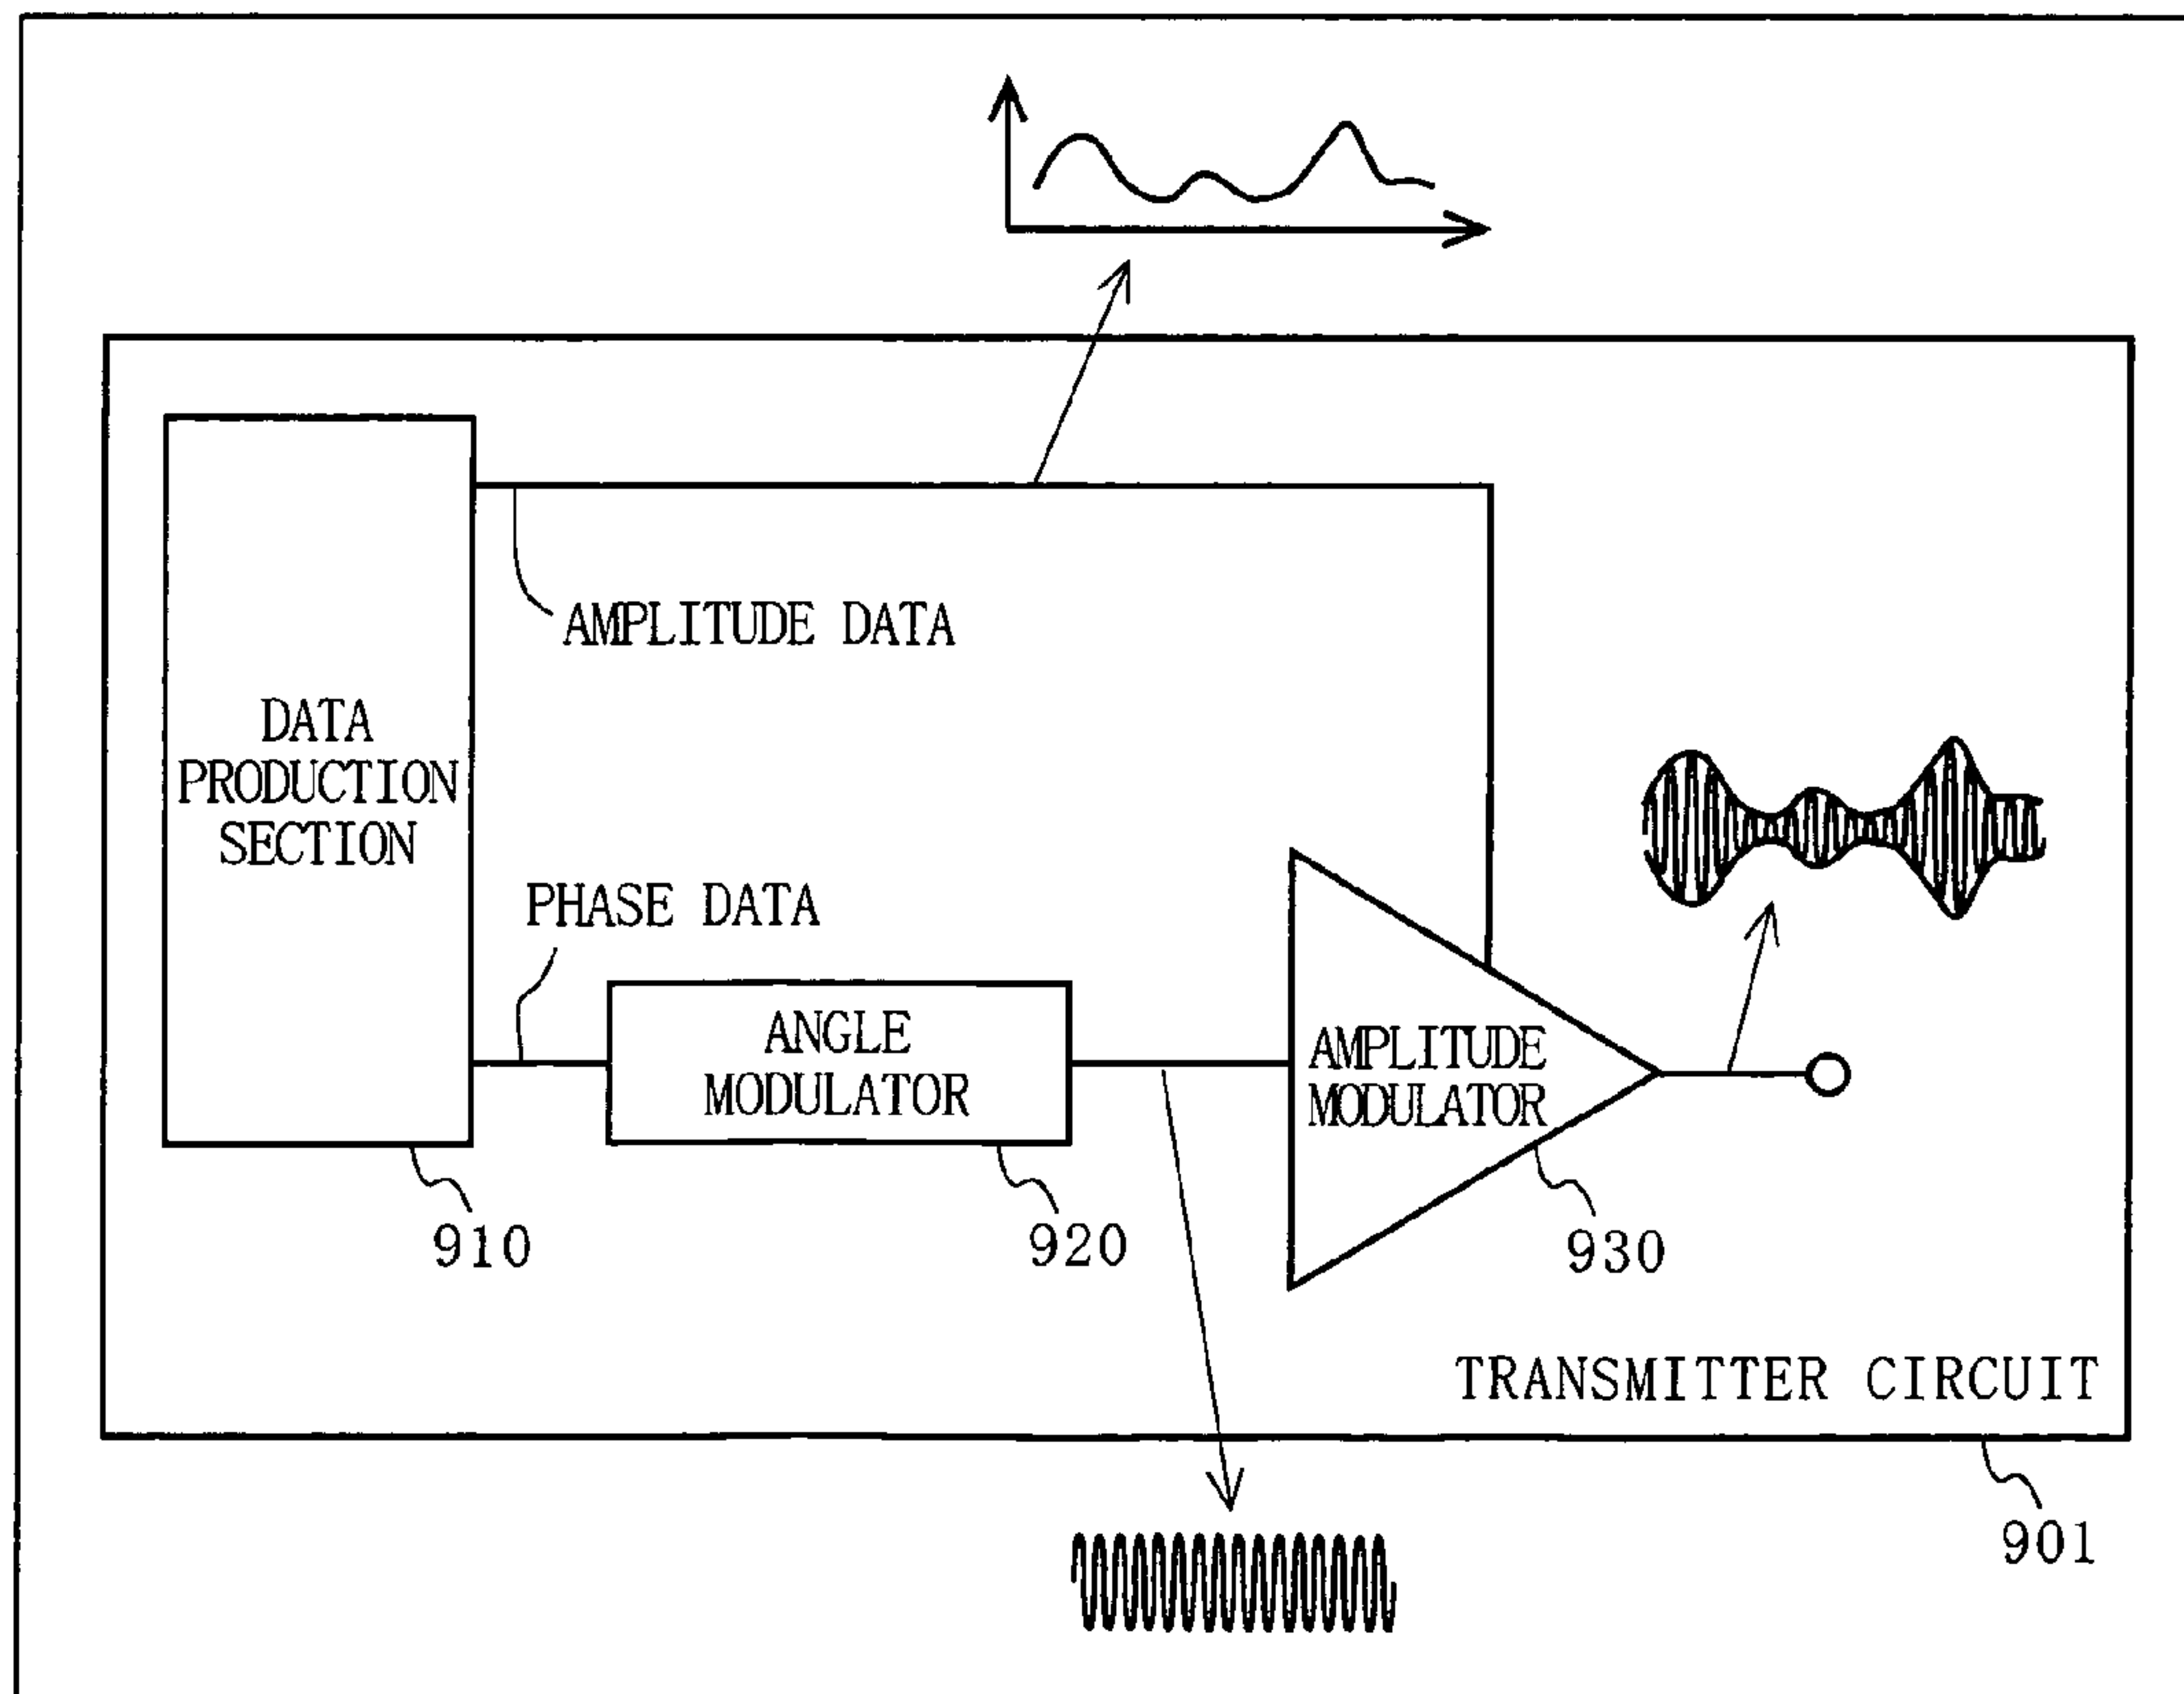 AMPLITUDE DATA
DATA
PRODUCTION
SECTION
PHASE DATA
ANGLE
MODULATOR
AMPLITUDE
MODULATOR
910
920
930
TRANSMITTER CIRCUIT
901